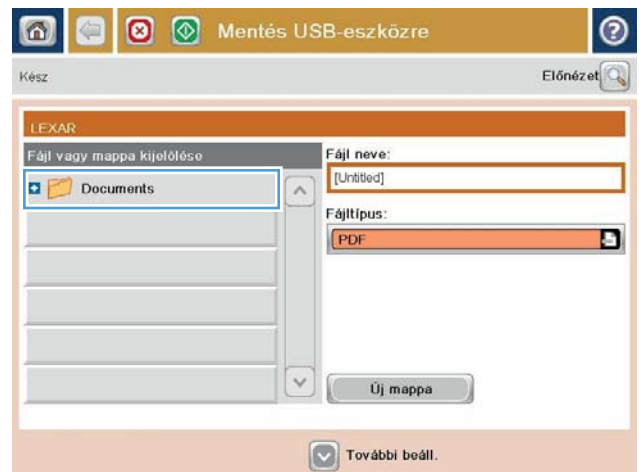 Mentés USB-eszközre
Kész
Előnézet
LEXAR
Fájl vagy mappa kijelölése
Fájl neve:
Documents
[Untitled]
Fájltípus:
PDF
Új mappa
További beáll.